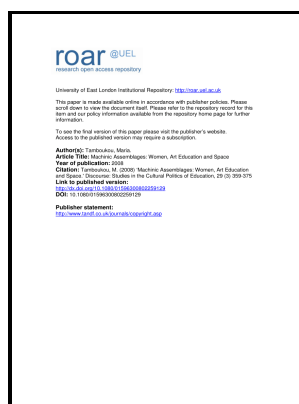 roar @UEL
research open access repository
University of East London Institutional Repository: http://roar.uel.ac.uk
This paper is made available online in accordance with publisher policies. Please
scroll down to view the document itself. Please refer to the repository record for this
item and our policy information available from the repository home page for further
information.
To see the final version of this paper please visit the publisher's website.
Access to the published version may require a subscription.
Author(s): Tamboukou, Maria.
Article Title: Machinic Assemblages: Women, Art Education and Space
Year of publication: 2008
Citation: Tamboukou, M. (2008) 'Machinic Assemblages: Women, Art Education
and Space.' Discourse: Studies in the Cultural Politics of Education, 29 (3) 359-375
Link to published version:
http://dx.doi.org/10.1080/01596300802259129
DOI: 10.1080/01596300802259129
Publisher statement:
http://www.tandf.co.uk/journals/copyright.asp